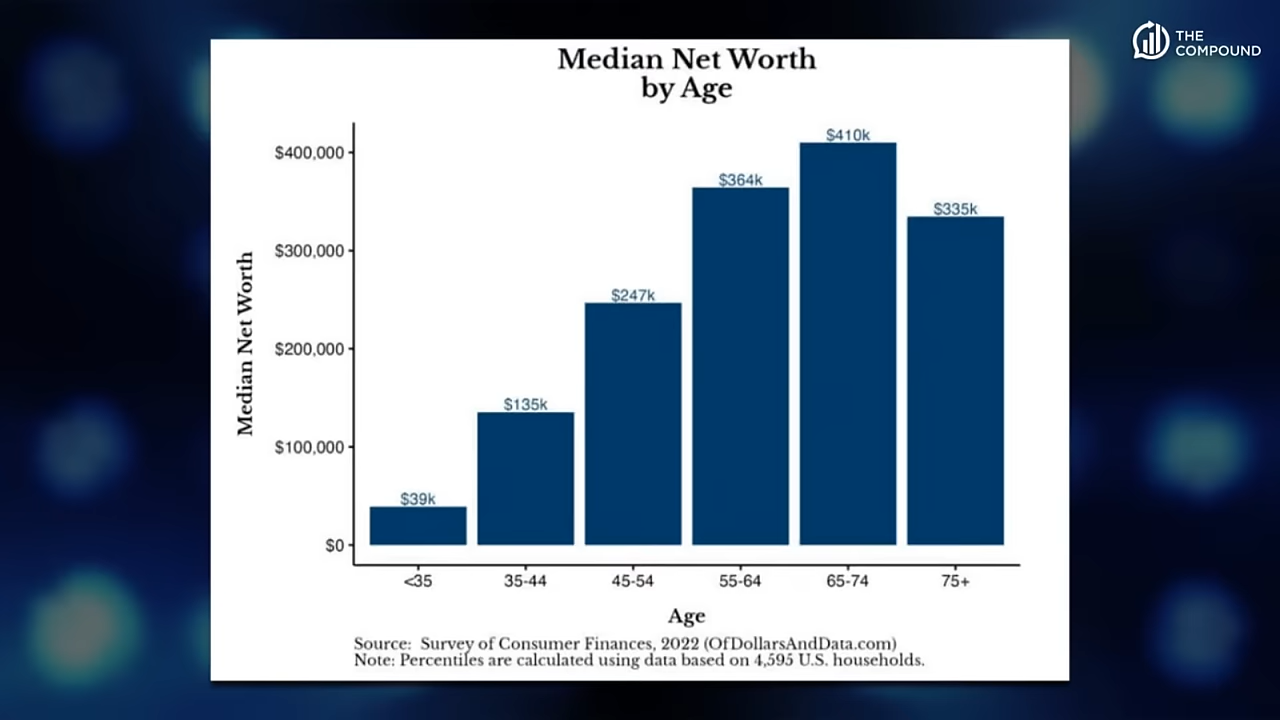 THE
COMPOUND
Median Net Worth
by Age
Median Net Worth
$400,000
$300,000
$200,000
$100,000
$0
$39k
$135k
$247k
$364k
$410k
$335k
<35
35-44
45-54
55-64
65-74
75+
Age
Source: Survey of Consumer Finances, 2022 (OfDollarsAndData.com)
Note: Percentiles are calculated using data based on 4,595 U.S. households.